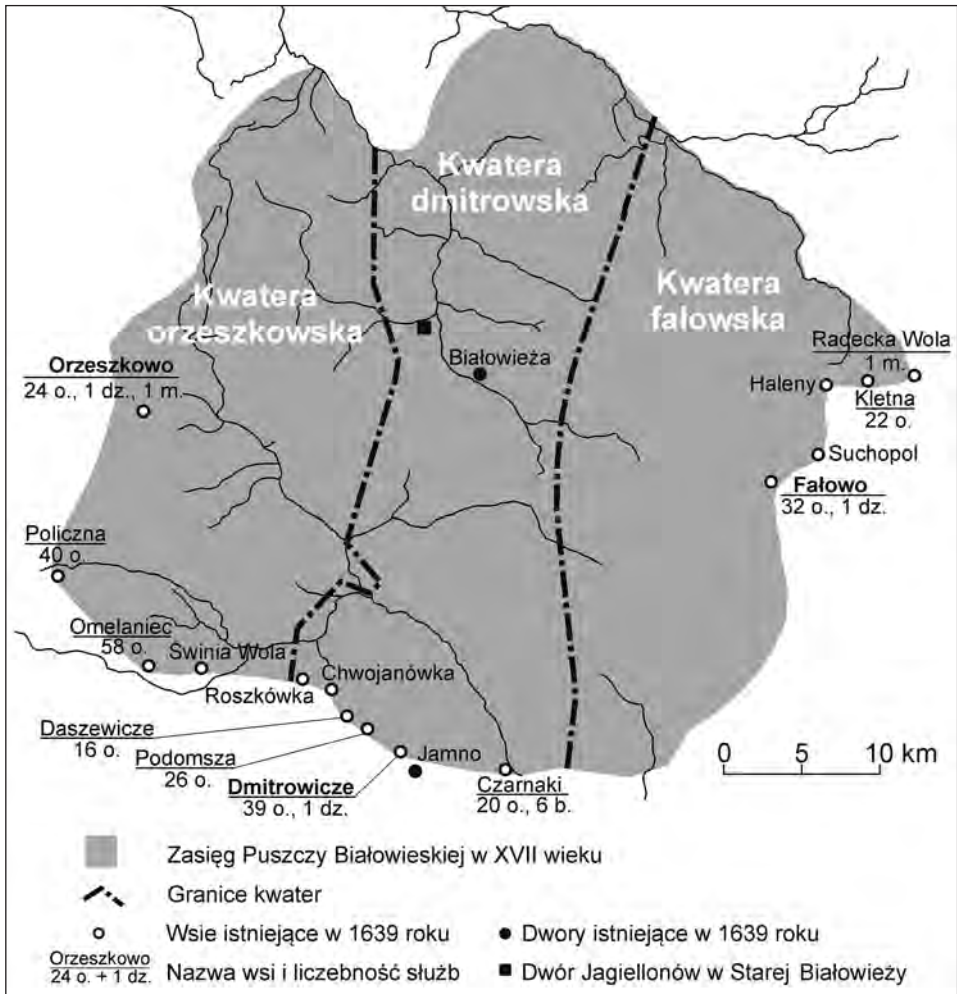 Kwatera
dmitrowska
Kwatera
orzeszkowska
Kwatera
fałowska
Białowieża
Orzeszkowo
24 o., 1 dz., 1 m.
Radecka Wola
1 m.
Haleny
Kletna
22 o.
Suchopol
Fałowo
32 o., 1 dz.
Policzna
40 o.
Omelaniec
58 o.
Świnia Wola
Roszkówka
Chwojanówka
Daszewicze
16 o.
Podomsza
26 o.
Dmitrowicze
39 o., 1 dz.
Jamno
Czarnaki
20 o., 6 b.
0 10 km
Zasięg Puszczy Białowieskiej w XVII wieku
Granice kwater
Wsie istniejące w 1639 roku
Dwory istniejące w 1639 roku
Orzeszkowo
24 o. + 1 dz.
Nazwa wsi i liczebność służb
Dwór Jagiellonów w Starej Białowieży